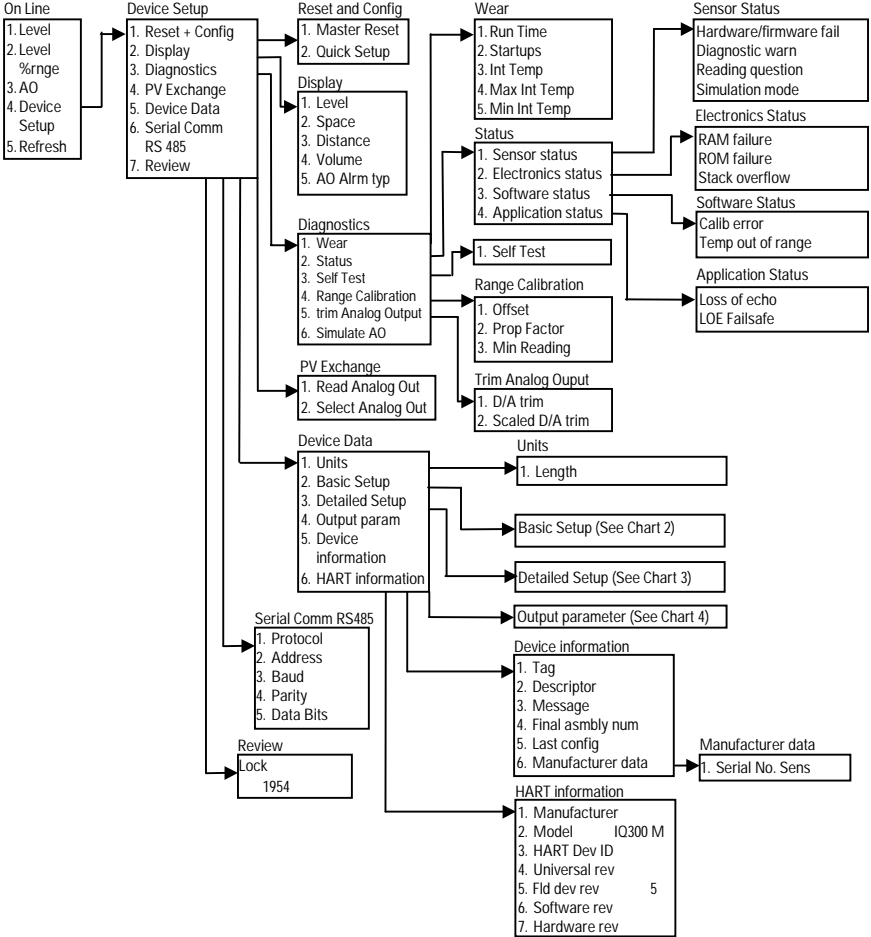 On Line
1. Level
2. Level
%rnge
3. AO
4. Device
Setup
5. Refresh
Device Setup
1. Reset + Config
2. Display
3. Diagnostics
4. PV Exchange
5. Device Data
6. Serial Comm
RS 485
7. Review
Reset and Config
1. Master Reset
2. Quick Setup
Display
1. Level
2. Space
3. Distance
4. Volume
5. AO Alrm typ
Diagnostics
1. Wear
2. Status
3. Self Test
4. Range Calibration
5. trim Analog Output
6. Simulate AO
PV Exchange
1. Read Analog Out
2. Select Analog Out
Device Data
1. Units
2. Basic Setup
3. Detailed Setup
4. Output param
5. Device
information
6. HART information
Serial Comm RS485
1. Protocol
2. Address
3. Baud
4. Parity
5. Data Bits
Review
Lock
1954
Wear
1. Run Time
2. Startups
3. Int Temp
4. Max Int Temp
5. Min Int Temp
Status
1. Sensor status
2. Electronics status
3. Software status
4. Application status
1. Self Test
Range Calibration
1. Offset
2. Prop Factor
3. Min Reading
Trim Analog Ouput
1. D/A trim
2. Scaled D/A trim
Units
1. Length
Basic Setup (See Chart 2)
Detailed Setup (See Chart 3)
Output parameter (See Chart 4)
Device information
1. Tag
2. Descriptor
3. Message
4. Final asmbly num
5. Last config
6. Manufacturer data
HART information
1. Manufacturer
2. Model IQ300 M
3. HART Dev ID
4. Universal rev
5. Fld dev rev 5
6. Software rev
7. Hardware rev
Sensor Status
Hardware/firmware fail
Diagnostic warn
Reading question
Simulation mode
Electronics Status
RAM failure
ROM failure
Stack overflow
Software Status
Calib error
Temp out of range
Application Status
Loss of echo
LOE Failsafe
Manufacturer data
1. Serial No. Sens